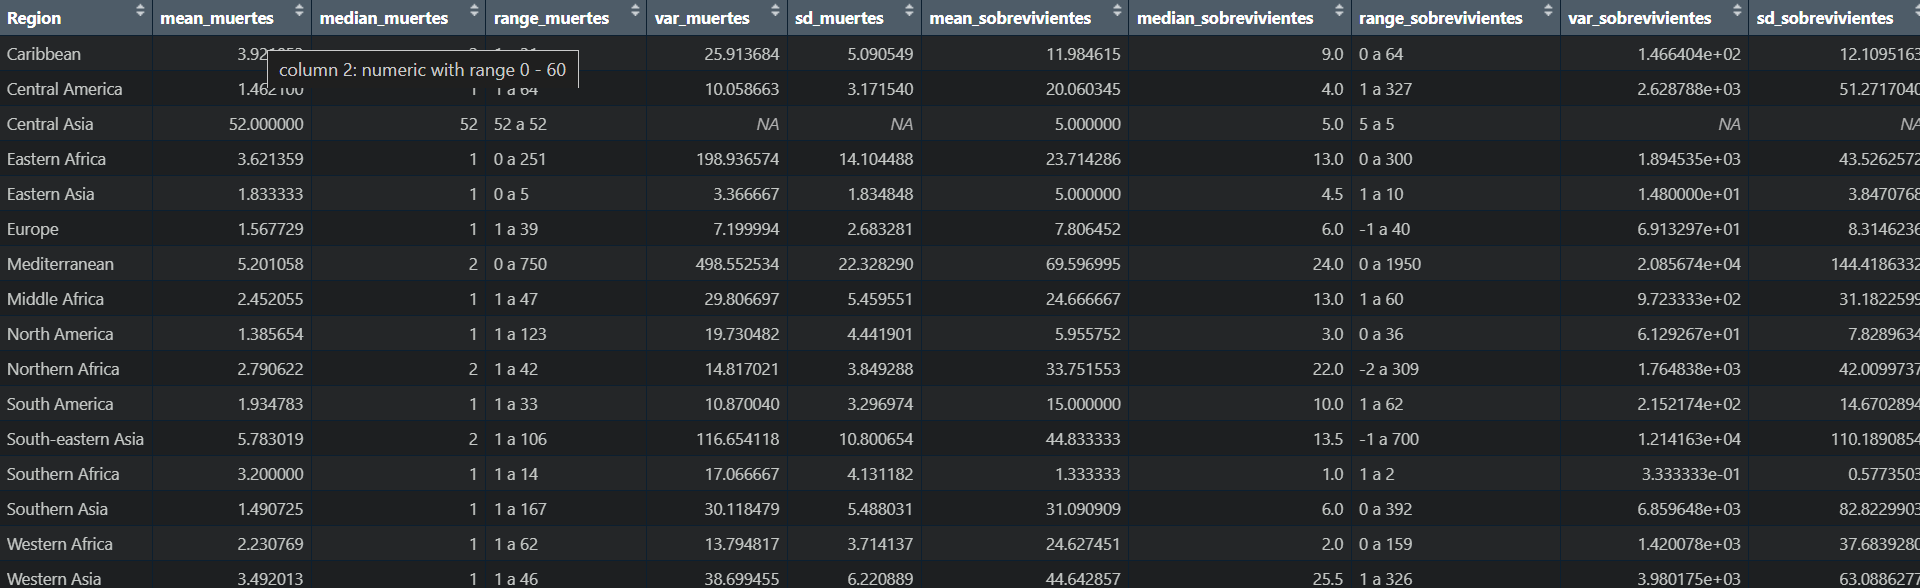 Region mean_muertes median_muertes range_muertes var_muertes sd_muertes mean_sobrevivientes median_sobrevivientes range_sobrevivientes var_sobrevivientes sd_sobrevivientes
Caribbean 25.913684 5.090549 11.984615 9.0 0 a 64 1.466404e+02 12.1095163
column 2: numeric with range 0 - 60
Central America 1 a 64 10.058663 3.171540 20.060345 4.0 1 a 327 2.628788e+03 51.2717040
Central Asia 52.000000 52 52 a 52 NA NA 5.000000 5.0 5 a 5 NA NA
Eastern Africa 3.621359 1 0 a 251 198.936574 14.104488 23.714286 13.0 0 a 300 1.894535e+03 43.5262572
Eastern Asia 1.833333 1 0 a 5 3.366667 1.834848 5.000000 4.5 1 a 10 1.480000e+01 3.8470768
Europe 1.567729 1 1 a 39 7.199994 2.683281 7.806452 6.0 -1 a 40 6.913297e+01 8.3146236
Mediterranean 5.201058 2 0 a 750 498.552534 22.328290 69.596995 24.0 0 a 1950 2.085674e+04 144.4186332
Middle Africa 2.452055 1 1 a 47 29.806697 5.459551 24.666667 13.0 1 a 60 9.723333e+02 31.1822599
North America 1.385654 1 1 a 123 19.730482 4.441901 5.955752 3.0 0 a 36 6.129267e+01 7.8289634
Northern Africa 2.790622 2 1 a 42 14.817021 3.849288 33.751553 22.0 -2 a 309 1.764838e+03 42.0099737
South America 1.934783 1 1 a 33 10.870040 3.296974 15.000000 10.0 1 a 62 2.152174e+02 14.6702894
South-eastern Asia 5.783019 2 1 a 106 116.654118 10.800654 44.833333 13.5 -1 a 700 1.214163e+04 110.1890854
Southern Africa 3.200000 1 1 a 14 17.066667 4.131182 1.333333 1.0 1 a 2 3.333333e-01 0.5773503
Southern Asia 1.490725 1 1 a 167 30.118479 5.488031 31.090909 6.0 0 a 392 6.859648e+03 82.8229903
Western Africa 2.230769 1 1 a 62 13.794817 3.714137 24.627451 2.0 0 a 159 1.420078e+03 37.6839280
Western Asia 3.492013 1 1 a 46 38.699455 6.220889 44.642857 25.5 1 a 326 3.980175e+03 63.0886277